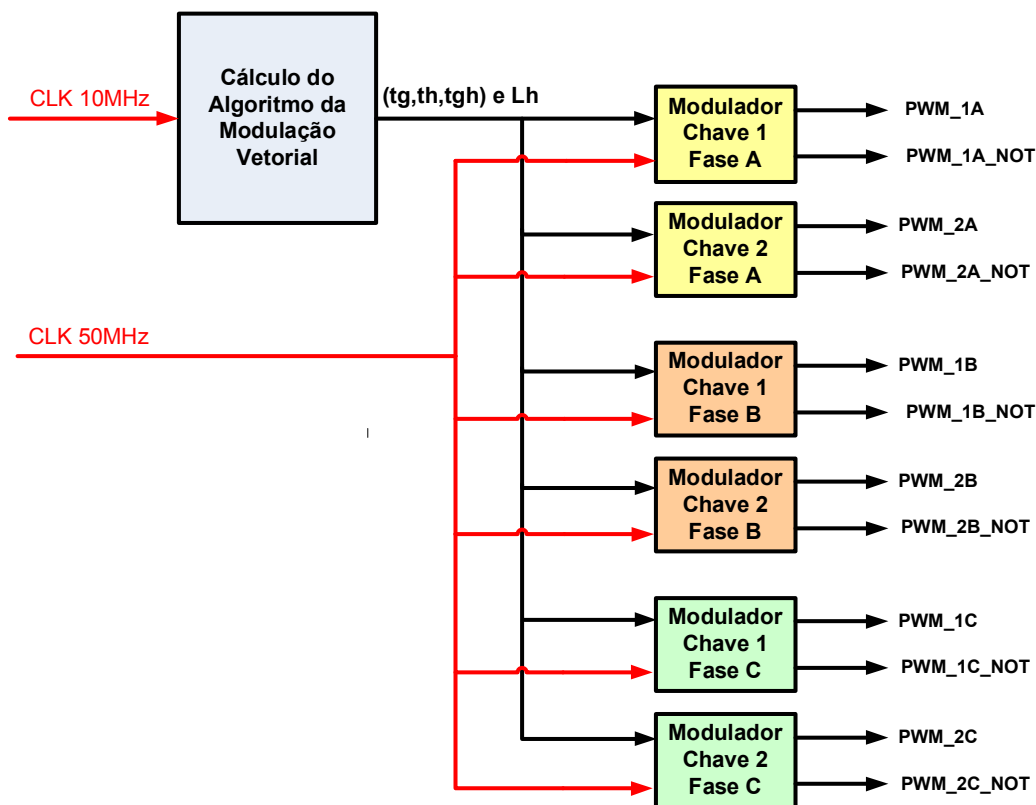 CLK 10MHz
Cálculo do
Algoritmo da
Modulação
Vetorial
(tg,th,tgh) e Lh
Modulador
Chave 1
Fase A
PWM_1A
PWM_1A_NOT
Modulador
Chave 2
Fase A
PWM_2A
PWM_2A_NOT
CLK 50MHz
Modulador
Chave 1
Fase B
PWM_1B
PWM_1B_NOT
Modulador
Chave 2
Fase B
PWM_2B
PWM_2B_NOT
Modulador
Chave 1
Fase C
PWM_1C
PWM_1C_NOT
Modulador
Chave 2
Fase C
PWM_2C
PWM_2C_NOT